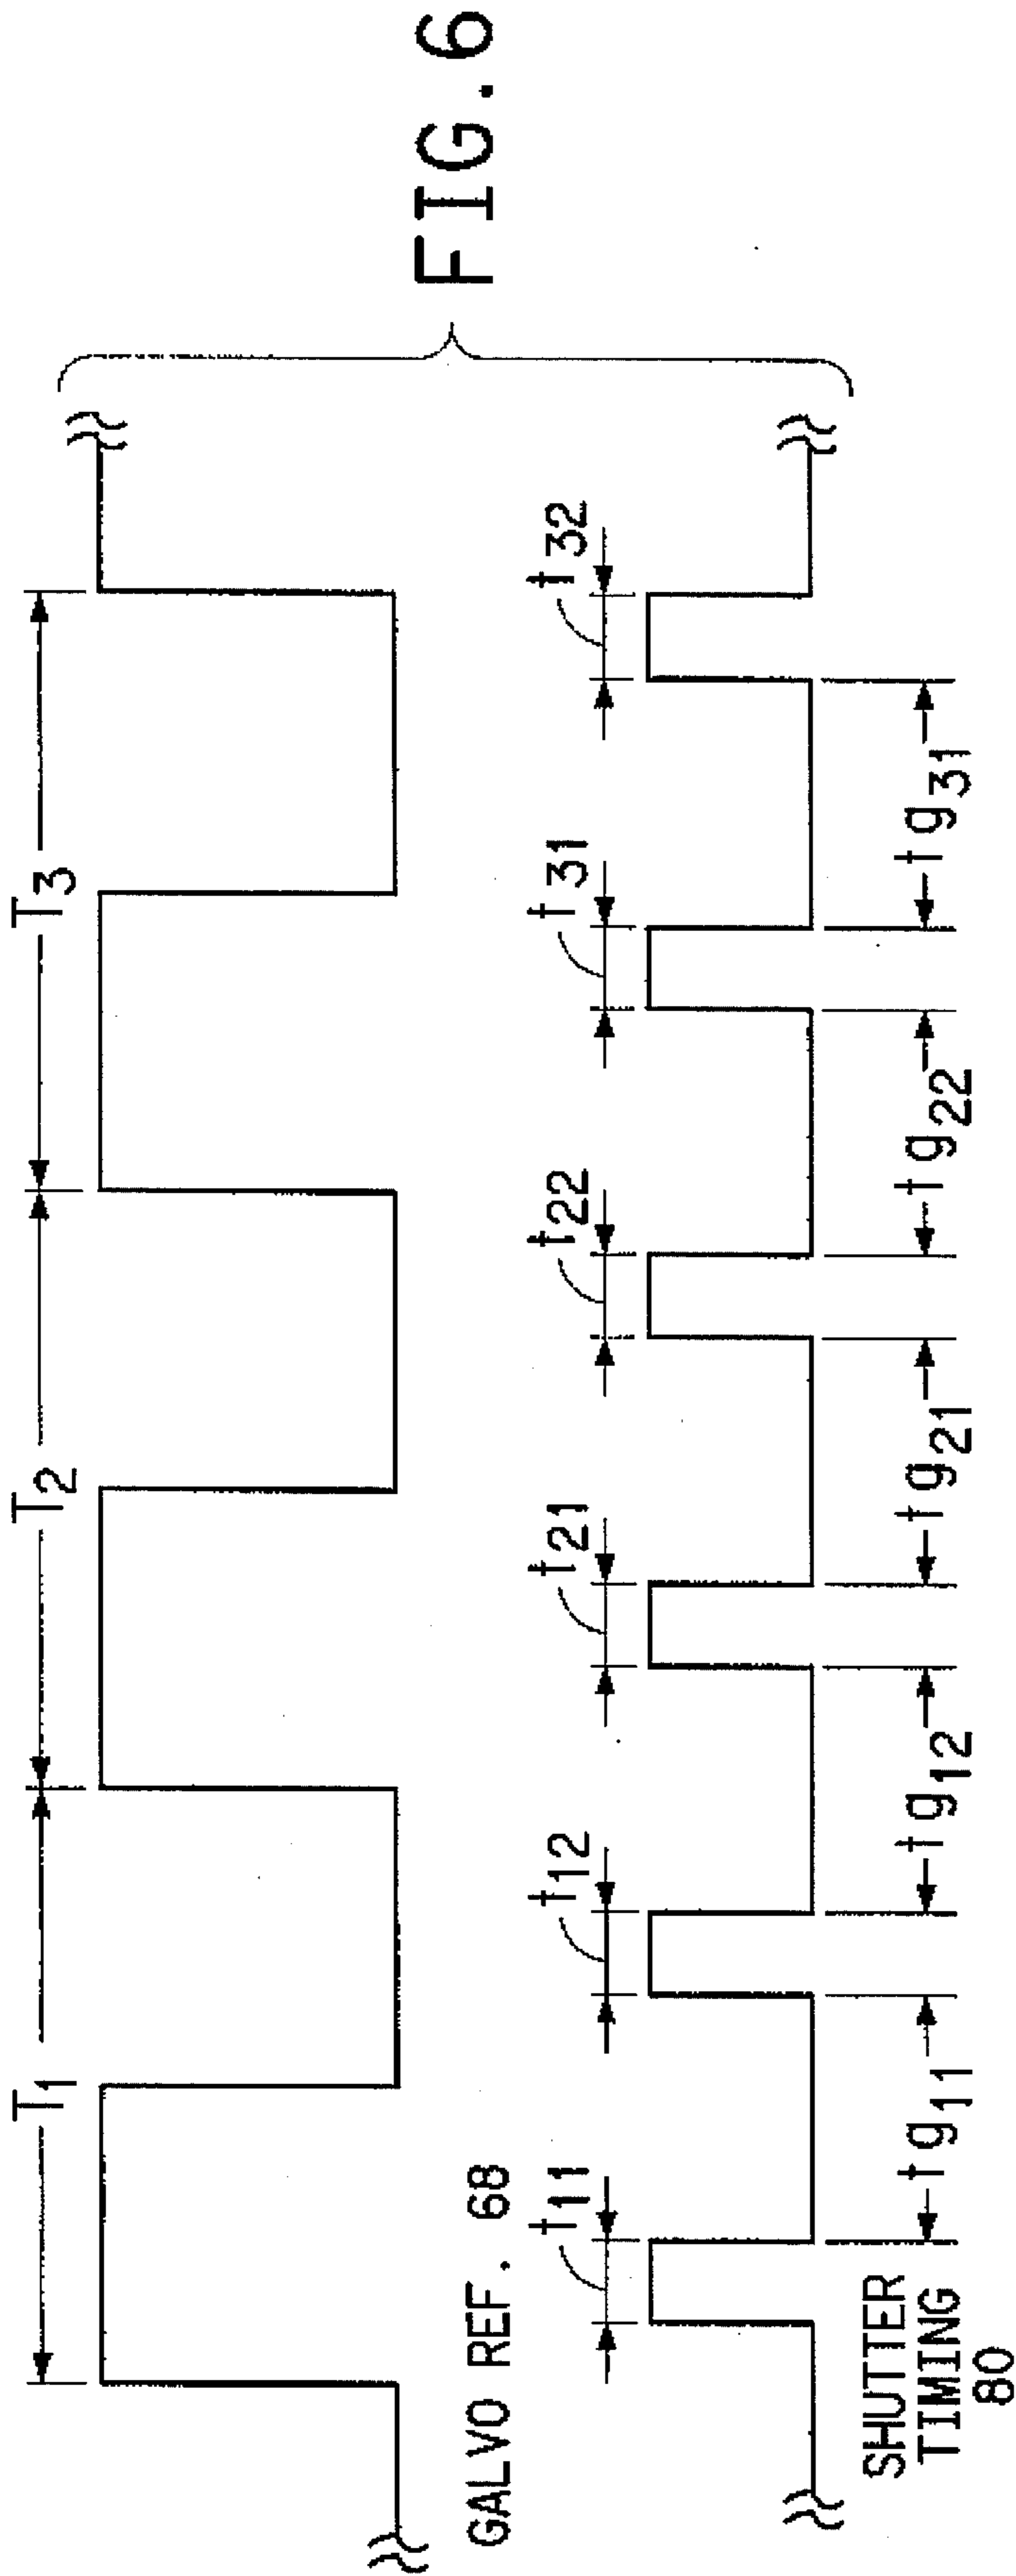 T1
T2
T3
GALVO REF. 68
t11
t12
t21
t22
t31
t32
SHUTTER
TIMING
80
tg11
tg12
tg21
tg22
tg31
FIG.6